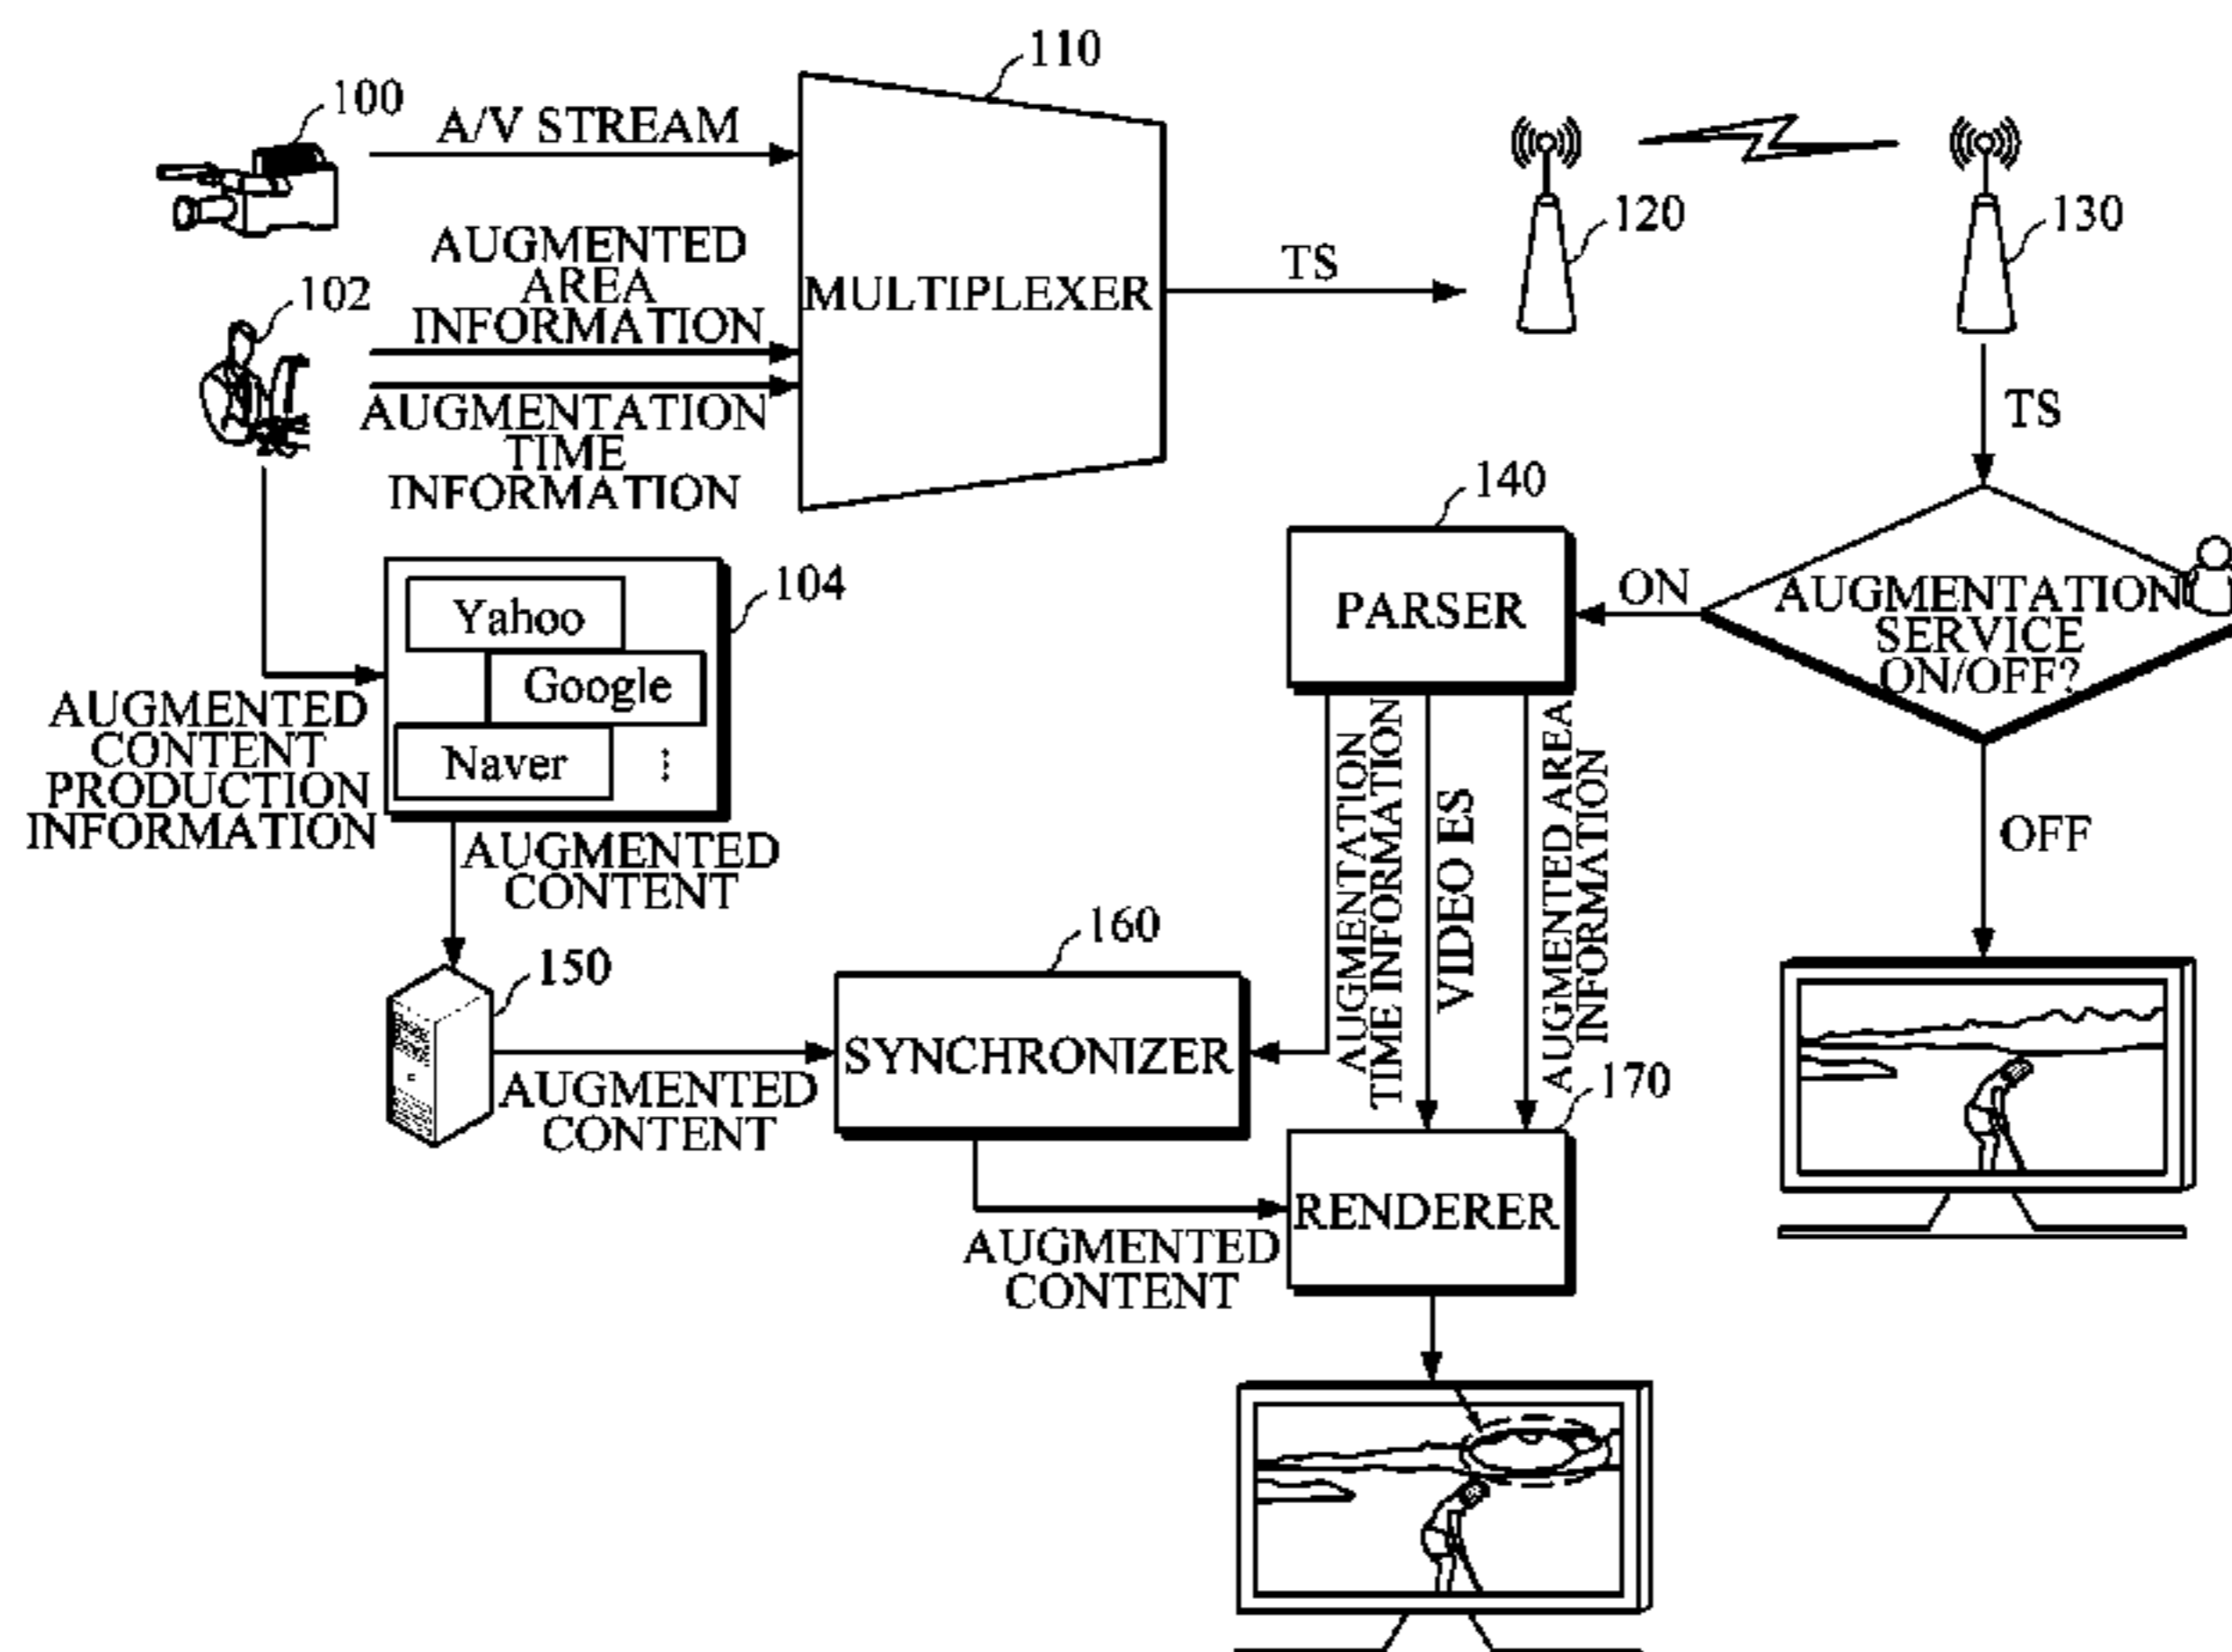 100
A/V STREAM
110
102
AUGMENTED
AREA
INFORMATION
AUGMENTATION
TIME
INFORMATION
MULTIPLEXER
TS
120
130
TS
AUGMENTATION
SERVICE
ON/OFF?
ON
OFF
140
PARSER
104
Yahoo
Google
Naver
AUGMENTED
CONTENT
PRODUCTION
INFORMATION
AUGMENTED
CONTENT
150
AUGMENTED
CONTENT
160
SYNCHRONIZER
AUGMENTATION
TIME INFORMATION
VIDEO ES
AUGMENTED AREA
INFORMATION
170
RENDERER
AUGMENTED
CONTENT